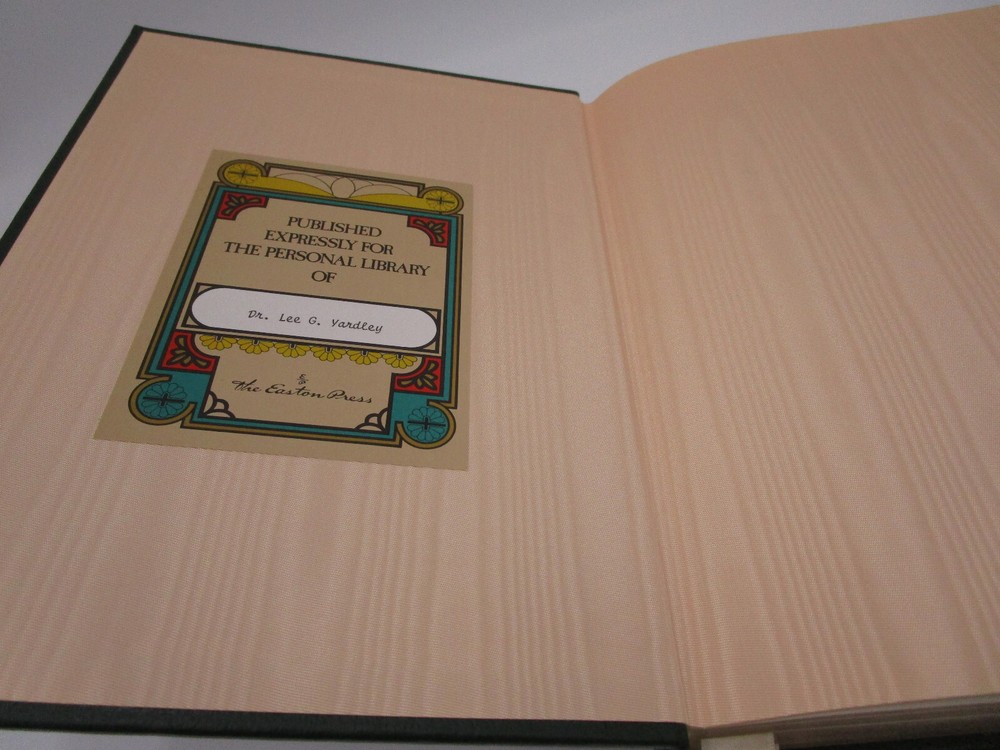 PUBLISHED
EXPRESSLY FOR
THE PERSONAL LIBRARY
OF
Dr. Lee G. Yardley
The Easton Press